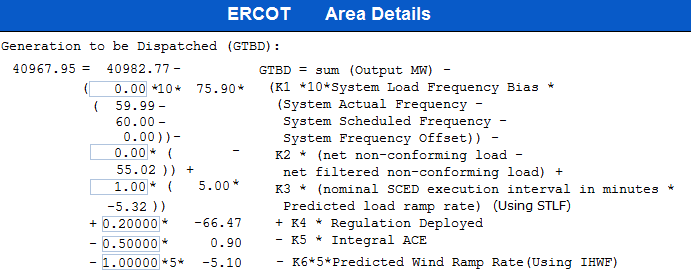 ERCOT Area Details
Generation to be Dispatched (GTBD):
40967.95 = 40982.77 - GTBD = sum (Output MW) -
( 0.00 *10* 75.90* (K1 *10*System Load Frequency Bias *
( 59.99 - (System Actual Frequency -
60.00 - System Scheduled Frequency -
0.00)) - System Frequency Offset)) -
0.00 * ( - K2 * (net non-conforming load -
55.02 )) + net filtered non-conforming load) +
1.00 * ( 5.00 * K3 * (nominal SCED execution interval in minutes *
-5.32 )) Predicted load ramp rate) (Using STLF)
+ 0.20000 * -66.47 + K4 * Regulation Deployed
- 0.50000 * 0.90 - K5 * Integral ACE
- 1.00000 *5* -5.10 - K6*5*Predicted Wind Ramp Rate(Using IHWF)